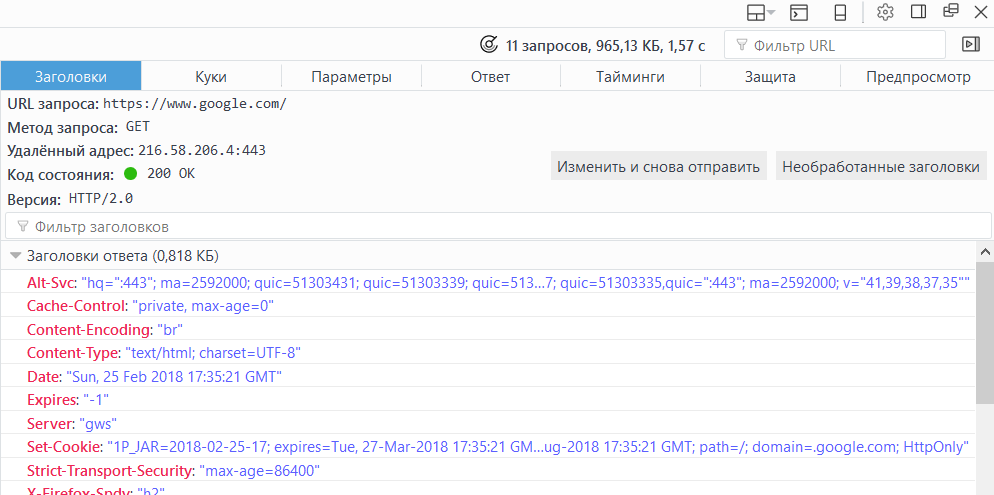 11 запросов, 965,13 КБ, 1,57 с Фильтр URL
Заголовки Куки Параметры Ответ Тайминги Защита Предпросмотр
URL запроса: https://www.google.com/
Метод запроса: GET
Удалённый адрес: 216.58.206.4:443
Изменить и снова отправить Необработанные заголовки
Код состояния: 200 OK
Версия: HTTP/2.0
Фильтр заголовков
Заголовки ответа (0,818 КБ)
Alt-Svc: "hq=":443"; ma=2592000; quic=51303431; quic=51303339; quic=513…7; quic=51303335,quic=":443"; ma=2592000; v="41,39,38,37,35""
Cache-Control: "private, max-age=0"
Content-Encoding: "br"
Content-Type: "text/html; charset=UTF-8"
Date: "Sun, 25 Feb 2018 17:35:21 GMT"
Expires: "-1"
Server: "gws"
Set-Cookie: "1P_JAR=2018-02-25-17; expires=Tue, 27-Mar-2018 17:35:21 GM…ug-2018 17:35:21 GMT; path=/; domain=.google.com; HttpOnly"
Strict-Transport-Security: "max-age=86400"
X-Firefox-Spdy: "h2"